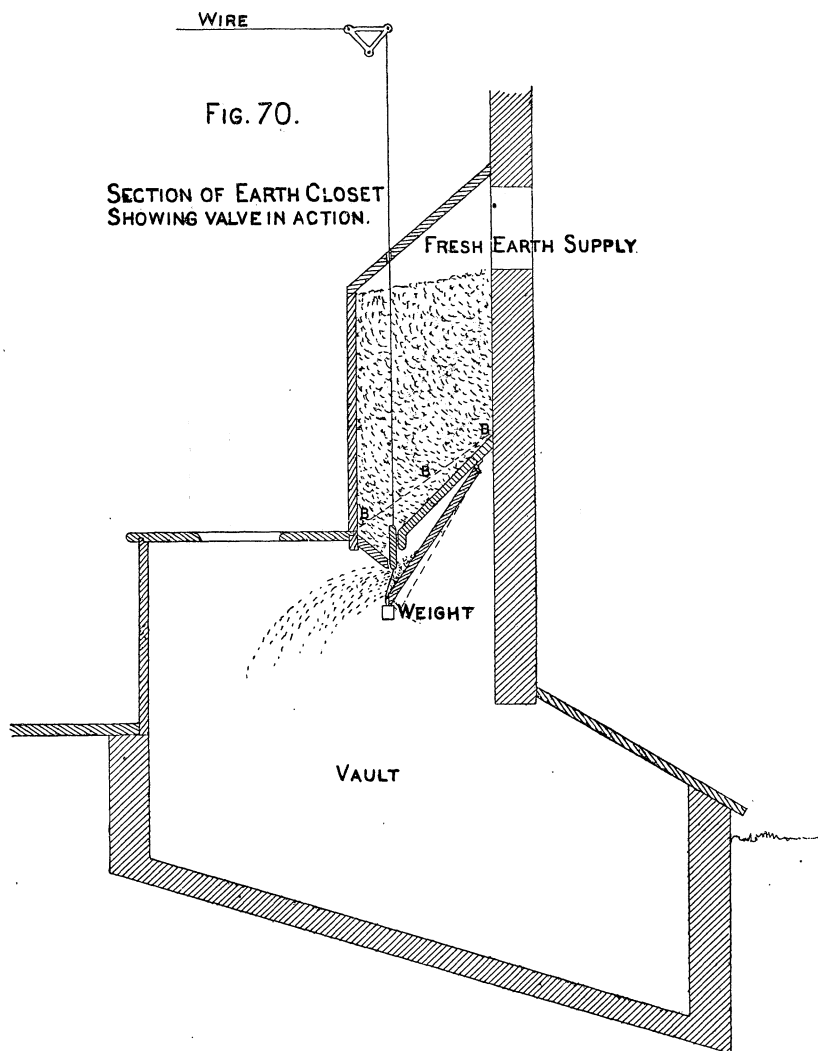 WIRE
FIG. 70.
SECTION OF EARTH CLOSET
SHOWING VALVE IN ACTION.
FRESH EARTH SUPPLY.
B
B
B
WEIGHT
VAULT